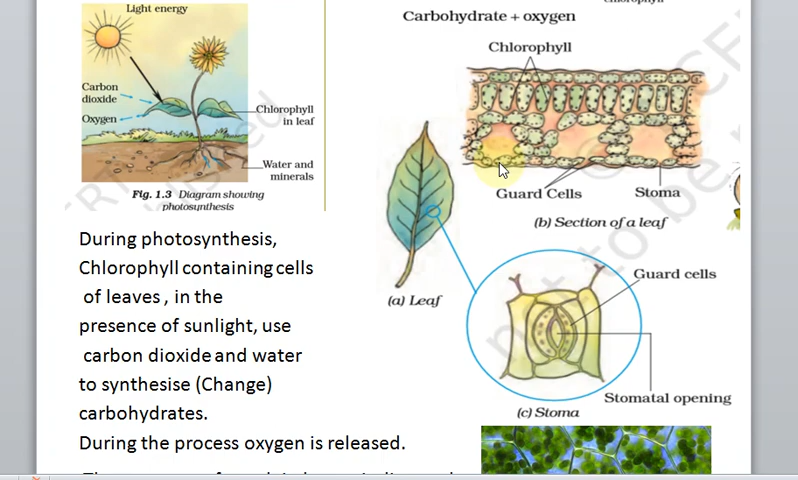 Light energy
Carbon
dioxide
Oxygen
Chlorophyll
in leaf
Water and
minerals
Fig. 1.3 Diagram showing
photosynthesis
During photosynthesis,
Chlorophyll containing cells
of leaves , in the
presence of sunlight, use
carbon dioxide and water
to synthesise (Change)
carbohydrates.
During the process oxygen is released.
Carbohydrate + oxygen
Chlorophyll
Guard Cells
Stoma
(b) Section of a leaf
(a) Leaf
Guard cells
Stomatal opening
(c) Stoma
not to be